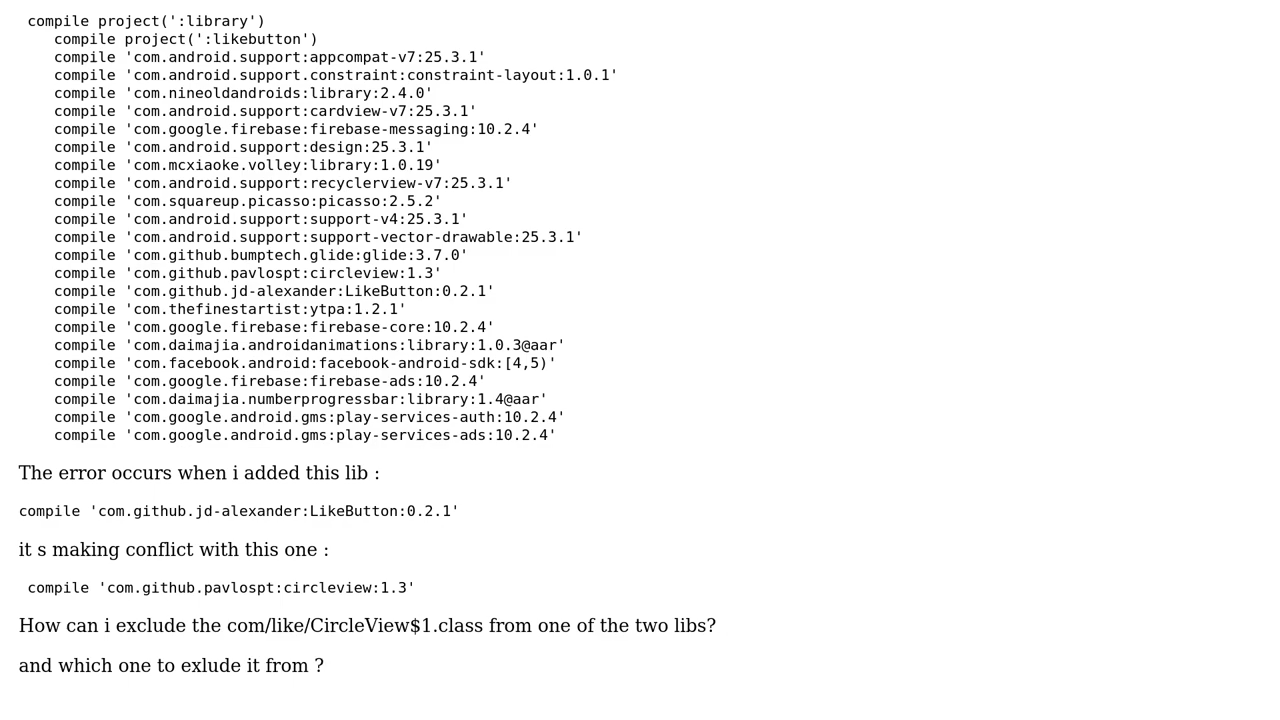 compile project(':library')
compile project(':likebutton')
compile 'com.android.support:appcompat-v7:25.3.1'
compile 'com.android.support.constraint:constraint-layout:1.0.1'
compile 'com.nineoldandroids:library:2.4.0'
compile 'com.android.support:cardview-v7:25.3.1'
compile 'com.google.firebase:firebase-messaging:10.2.4'
compile 'com.android.support:design:25.3.1'
compile 'com.mcxiaoke.volley:library:1.0.19'
compile 'com.android.support:recyclerview-v7:25.3.1'
compile 'com.squareup.picasso:picasso:2.5.2'
compile 'com.android.support:support-v4:25.3.1'
compile 'com.android.support:support-vector-drawable:25.3.1'
compile 'com.github.bumptech.glide:glide:3.7.0'
compile 'com.github.pavlospt:circleview:1.3'
compile 'com.github.jd-alexander:LikeButton:0.2.1'
compile 'com.thefinestartist:ytpa:1.2.1'
compile 'com.google.firebase:firebase-core:10.2.4'
compile 'com.daimajia.androidanimations:library:1.0.3@aar'
compile 'com.facebook.android:facebook-android-sdk:[4,5)'
compile 'com.google.firebase:firebase-ads:10.2.4'
compile 'com.daimajia.numberprogressbar:library:1.4@aar'
compile 'com.google.android.gms:play-services-auth:10.2.4'
compile 'com.google.android.gms:play-services-ads:10.2.4'
The error occurs when i added this lib :
compile 'com.github.jd-alexander:LikeButton:0.2.1'
it s making conflict with this one :
compile 'com.github.pavlospt:circleview:1.3'
How can i exclude the com/like/CircleView$1.class from one of the two libs?
and which one to exlude it from ?